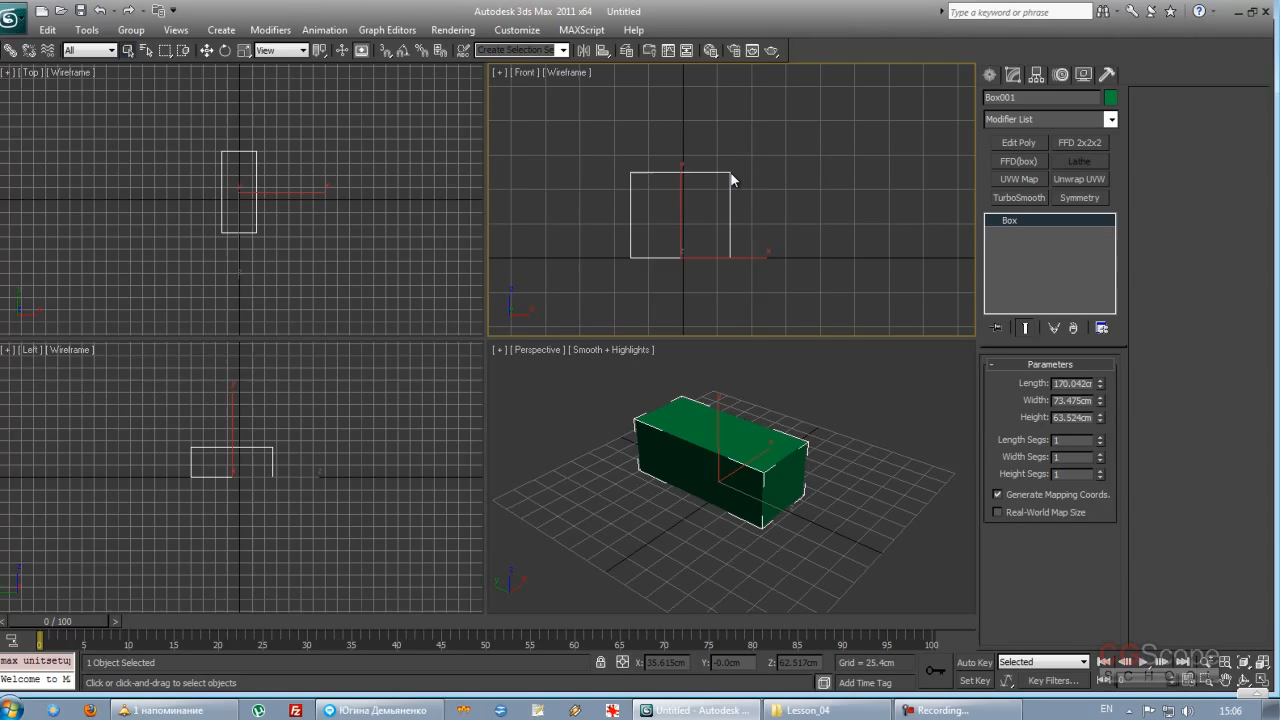 Autodesk 3ds Max 2011 x64 Untitled
Type a keyword or phrase
Edit Tools Group Views Create Modifiers Animation Graph Editors Rendering Customize MAXScript Help
All View Create Selection Se
[ + ] [ Top ] [ Wireframe ]
[ + ] [ Front ] [ Wireframe ]
Box001
Modifier List
Edit Poly FFD 2x2x2
FFD(box) Lathe
UVW Map Unwrap UVW
TurboSmooth Symmetry
Box
[ + ] [ Left ] [ Wireframe ]
[ + ] [ Perspective ] [ Smooth + Highlights ]
- Parameters
Length: 170.042cm
Width: 73.475cm
Height: 63.524cm
Length Segs: 1
Width Segs: 1
Height Segs: 1
Generate Mapping Coords.
Real-World Map Size
< 0 / 100 >
0 5 10 15 20 25 30 35 40 45 50 55 60 65 70 75 80 85 90 95 100
CGScope
max unitsetup 1 Object Selected X: 35.615cm Y: -0.0cm Z: 62.517cm Grid = 25.4cm Auto Key Selected
Welcome to M Click or click-and-drag to select objects Add Time Tag Set Key Key Filters... 0
1 напоминание Югина Демьяненко Untitled - Autodesk ... Lesson_04 Recording... EN 15:06